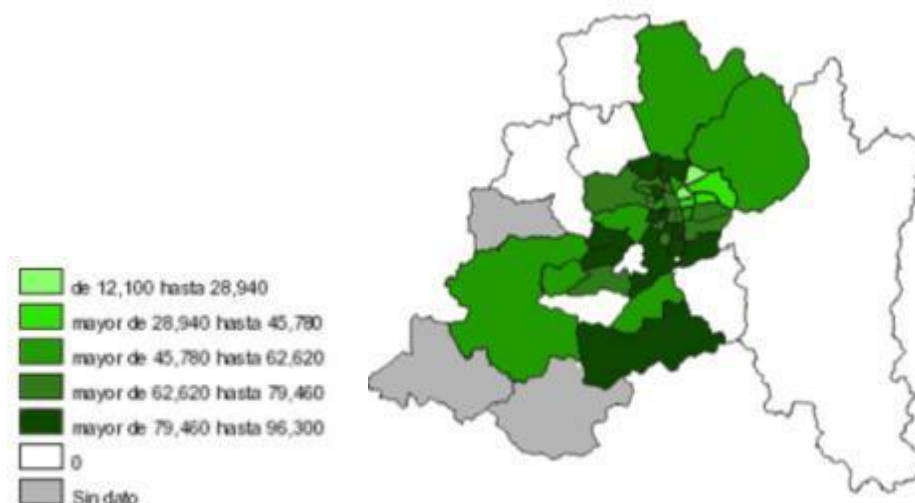 de 12,100 hasta 28,940
mayor de 28,940 hasta 45,780
mayor de 45,780 hasta 62,620
mayor de 62,620 hasta 79,460
mayor de 79,460 hasta 96,300
0
Sin dato